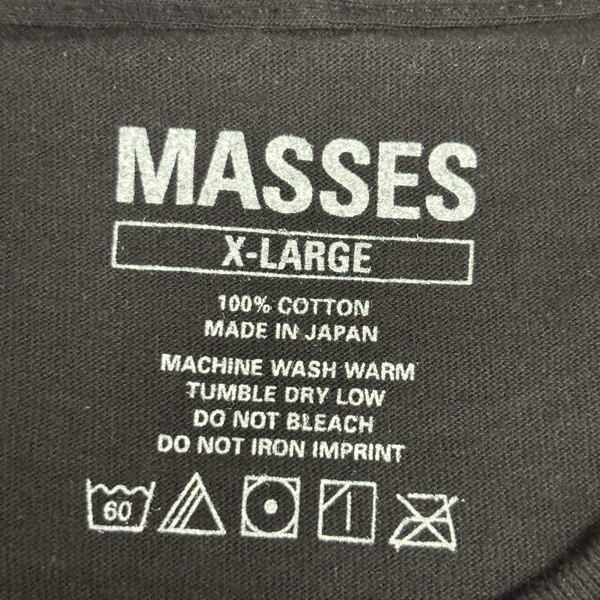 MASSES
X-LARGE
100% COTTON
MADE IN JAPAN
MACHINE WASH WARM
TUMBLE DRY LOW
DO NOT BLEACH
DO NOT IRON IMPRINT
60